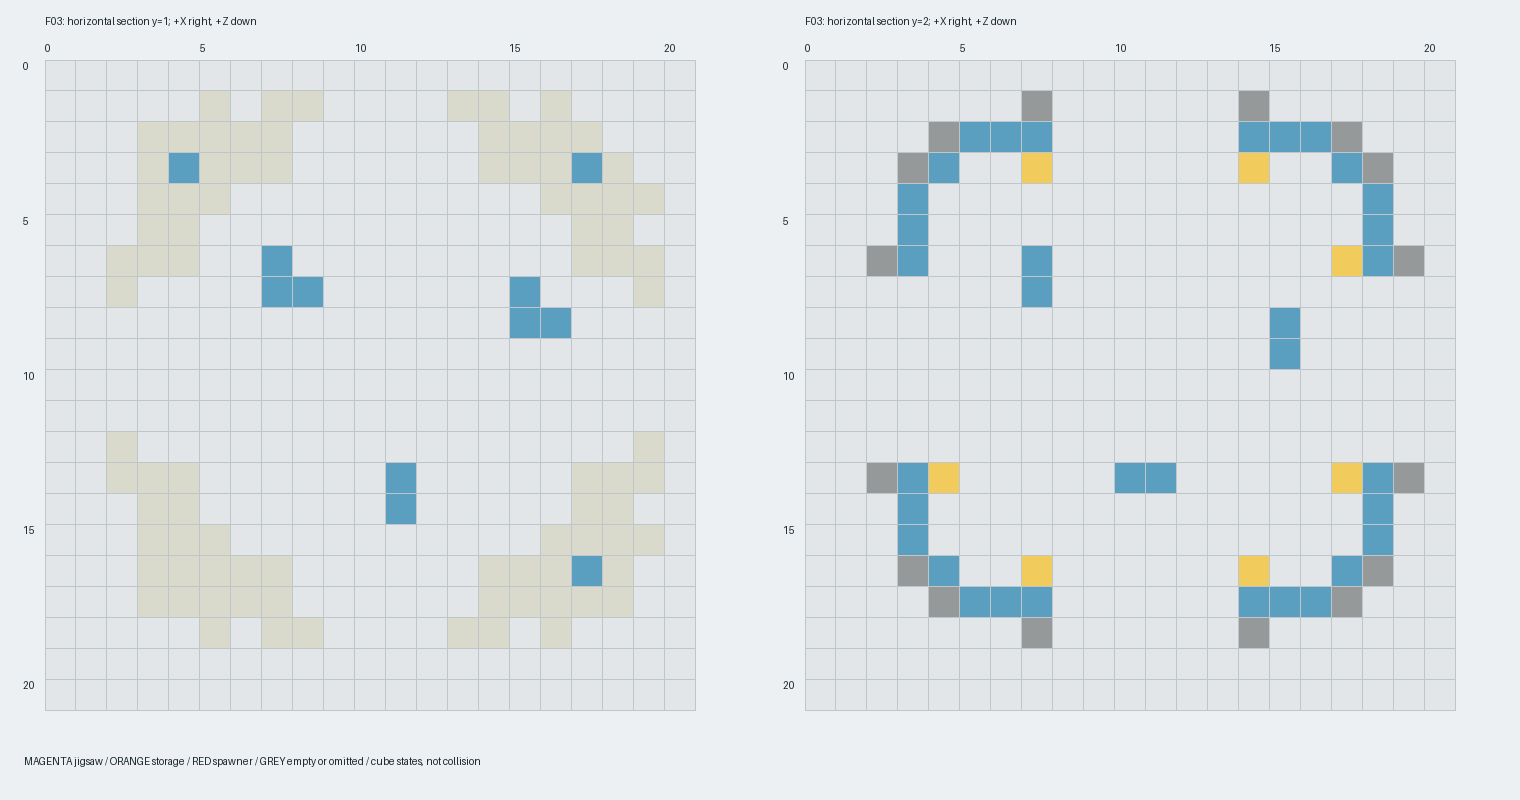 F03: horizontal section y=1; +X right, +Z down
F03: horizontal section y=2; +X right, +Z down
0 5 10 15 20
0 5 10 15 20
0
5
10
15
20
0
5
10
15
20
MAGENTA jigsaw / ORANGE storage / RED spawner / GREY empty or omitted / cube states, not collision